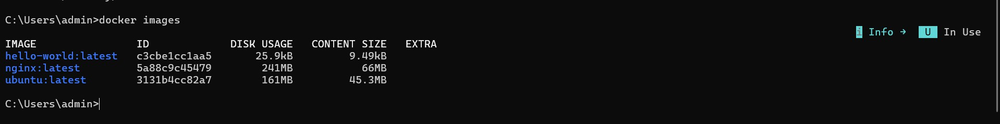 C:\Users\admin>docker images
i Info → U In Use
IMAGE ID DISK USAGE CONTENT SIZE EXTRA
hello-world:latest c3cbe1cc1aa5 25.9kB 9.49kB
nginx:latest 5a88c9c45479 241MB 66MB
ubuntu:latest 3131b4cc82a7 161MB 45.3MB
C:\Users\admin>